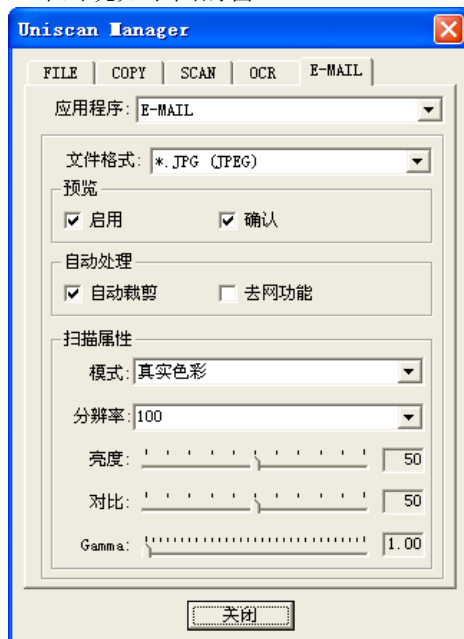 Uniscan Manager
FILE COPY SCAN OCR E-MAIL
应用程序: E-MAIL
文件格式: *.JPG (JPEG)
预览
启用 确认
自动处理
自动裁剪 去网功能
扫描属性
模式: 真实色彩
分辨率: 100
亮度: 50
对比: 50
Gamma: 1.00
关闭